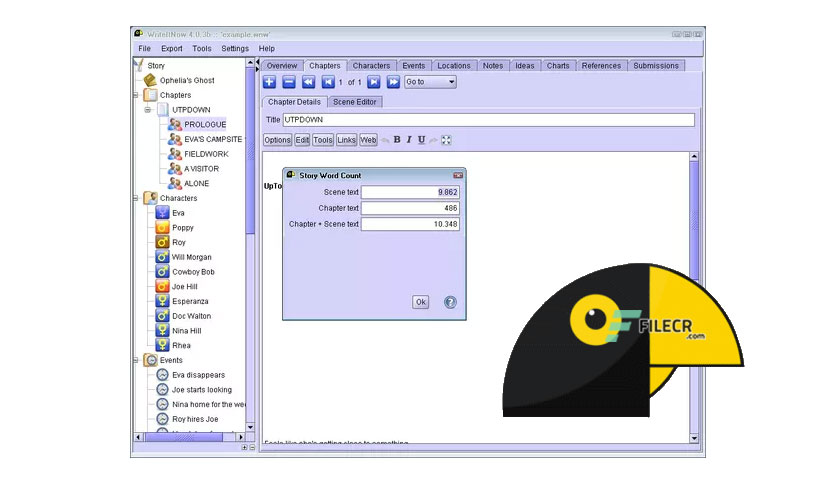 WriteItNow 4.0.3b :: 'example.wnw'
File Export Tools Settings Help
Story
Ophelia's Ghost
Chapters
UTPDOWN
PROLOGUE
EVA'S CAMPSITE
FIELDWORK
A VISITOR
ALONE
Characters
Eva
Poppy
Roy
Will Morgan
Cowboy Bob
Joe Hill
Esperanza
Doc Walton
Nina Hill
Rhea
Events
Eva disappears
Joe starts looking
Nina home for the wee
Roy hires Joe
Overview Chapters Characters Events Locations Notes Ideas Charts References Submissions
1 of 1 Go to
Chapter Details Scene Editor
Title UTPDOWN
Options Edit Tools Links Web B I U
UpTo
Story Word Count
Scene text 9.862
Chapter text 486
Chapter + Scene text 10.348
Ok ?
Feels like she's getting close to something
FILECR
.com